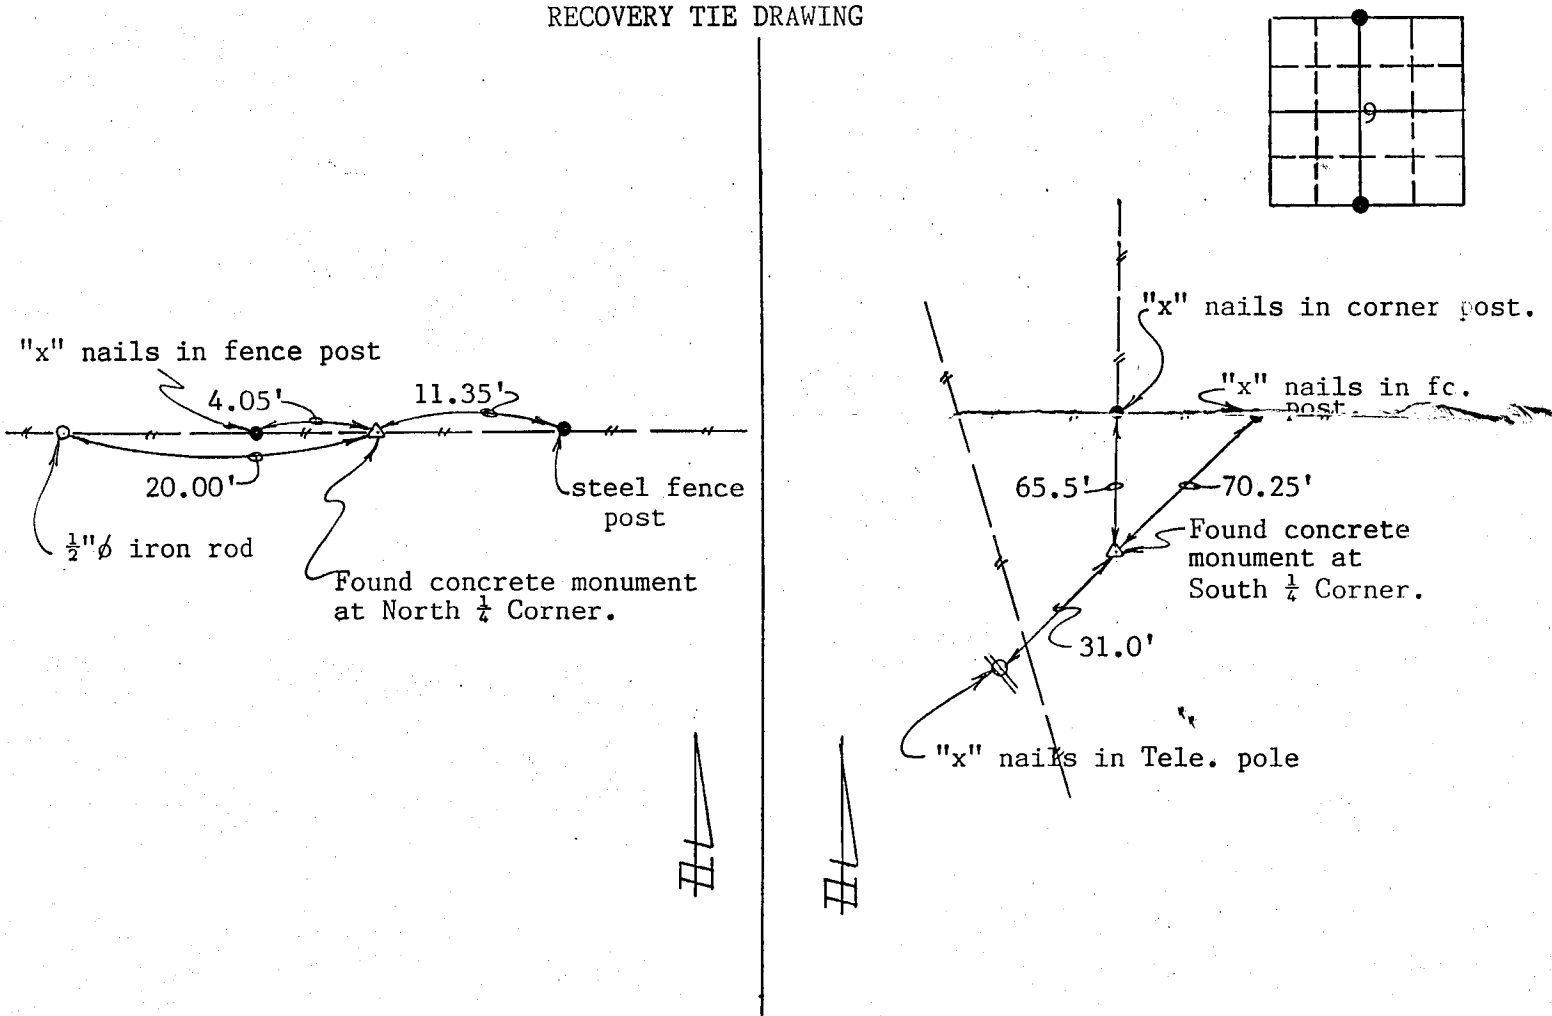 RECOVERY TIE DRAWING
9
"x" nails in fence post
4.05'
11.35'
20.00'
steel fence
post
½"ø iron rod
Found concrete monument
at North ¼ Corner.
"x" nails in corner post.
"x" nails in fc.
post
65.5'
70.25'
Found concrete
monument at
South ¼ Corner.
31.0'
"x" nails in Tele. pole